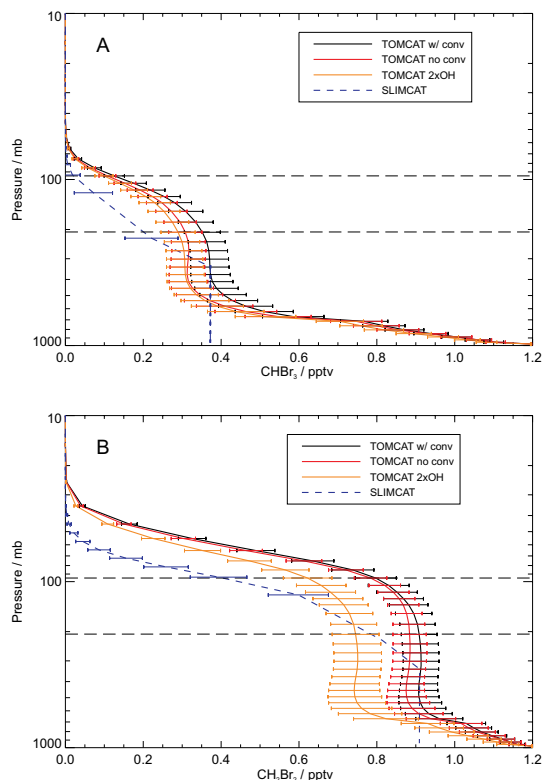 10
A
TOMCAT w/ conv
TOMCAT no conv
TOMCAT 2xOH
SLIMCAT
Pressure / mb
100
1000
0.0 0.2 0.4 0.6 0.8 1.0 1.2
CHBr₃ / pptv
10
B
TOMCAT w/ conv
TOMCAT no conv
TOMCAT 2xOH
SLIMCAT
Pressure / mb
100
1000
0.0 0.2 0.4 0.6 0.8 1.0 1.2
CH₂Br₂ / pptv